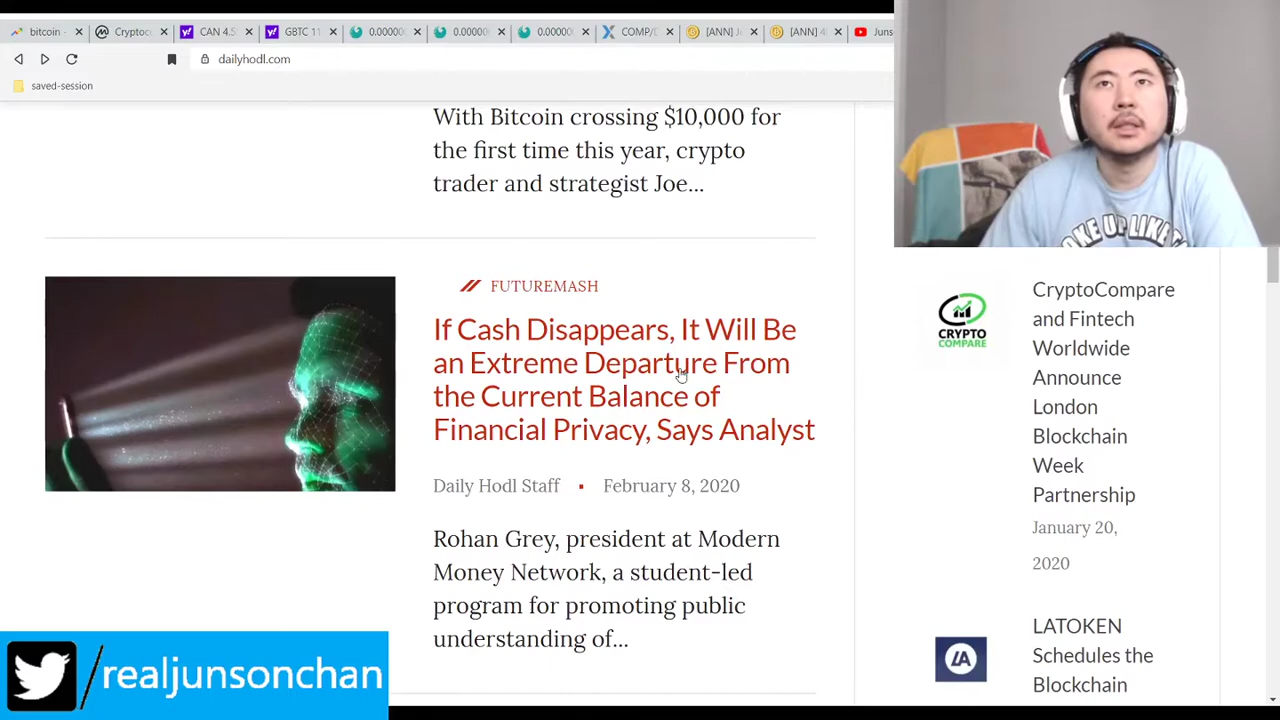 bitcoin -
Cryptoc
CAN 4.5
GBTC 11
0.00000
0.0000
0.0000
COMP/
[ANN] J
[ANN] 4
Juns
dailyhodl.com
saved-session
With Bitcoin crossing $10,000 for
the first time this year, crypto
trader and strategist Joe...
FUTUREMASH
If Cash Disappears, It Will Be
an Extreme Departure From
the Current Balance of
Financial Privacy, Says Analyst
Daily Hodl Staff
February 8, 2020
Rohan Grey, president at Modern
Money Network, a student-led
program for promoting public
understanding of...
CRYPTO
COMPARE
CryptoCompare
and Fintech
Worldwide
Announce
London
Blockchain
Week
Partnership
January 20,
2020
LA
LATOKEN
Schedules the
Blockchain
UP LIKE
/realjunsonchan